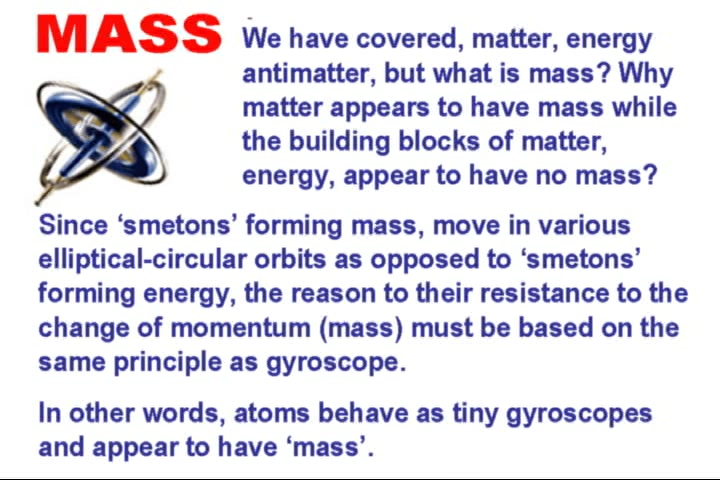 MASS
We have covered, matter, energy
antimatter, but what is mass? Why
matter appears to have mass while
the building blocks of matter,
energy, appear to have no mass?
Since ‘smetons’ forming mass, move in various
elliptical-circular orbits as opposed to ‘smetons’
forming energy, the reason to their resistance to the
change of momentum (mass) must be based on the
same principle as gyroscope.
In other words, atoms behave as tiny gyroscopes
and appear to have ‘mass’.